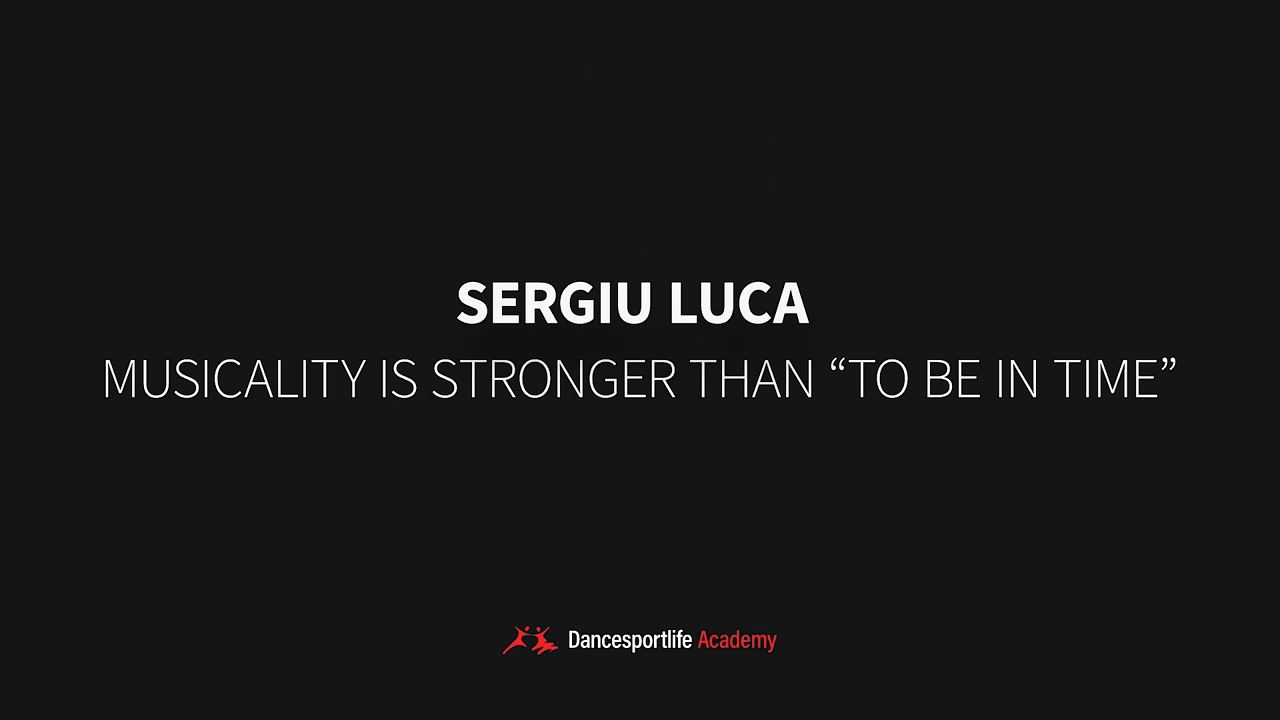 SERGIU LUCA
MUSICALITY IS STRONGER THAN “TO BE IN TIME”
Dancesportlife Academy